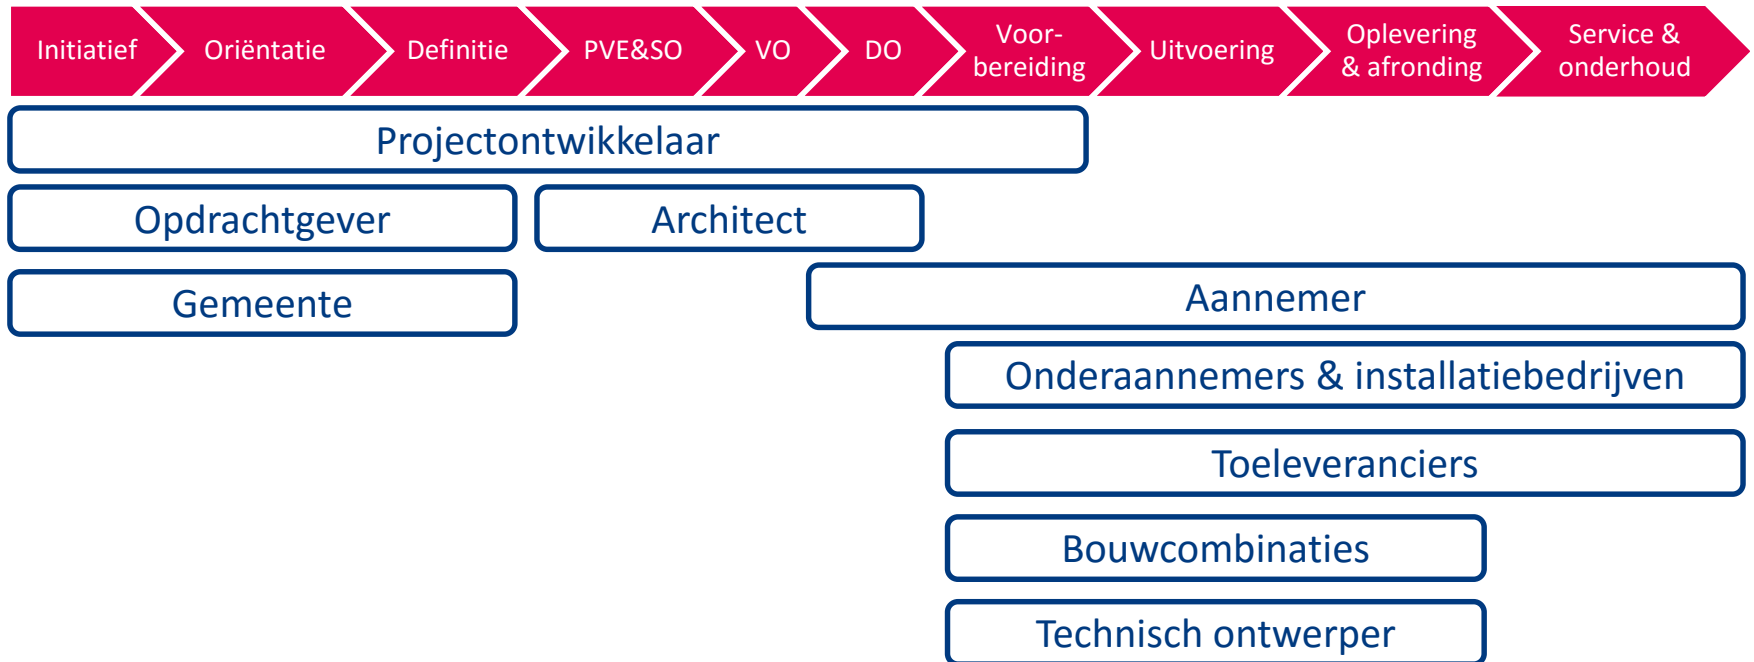 Initiatief
Oriëntatie
Definitie
PVE&SO
VO
DO
Voor-
bereiding
Uitvoering
Oplevering
& afronding
Service &
onderhoud
Projectontwikkelaar
Opdrachtgever
Architect
Gemeente
Aannemer
Onderaannemers & installatiebedrijven
Toeleveranciers
Bouwcombinaties
Technisch ontwerper